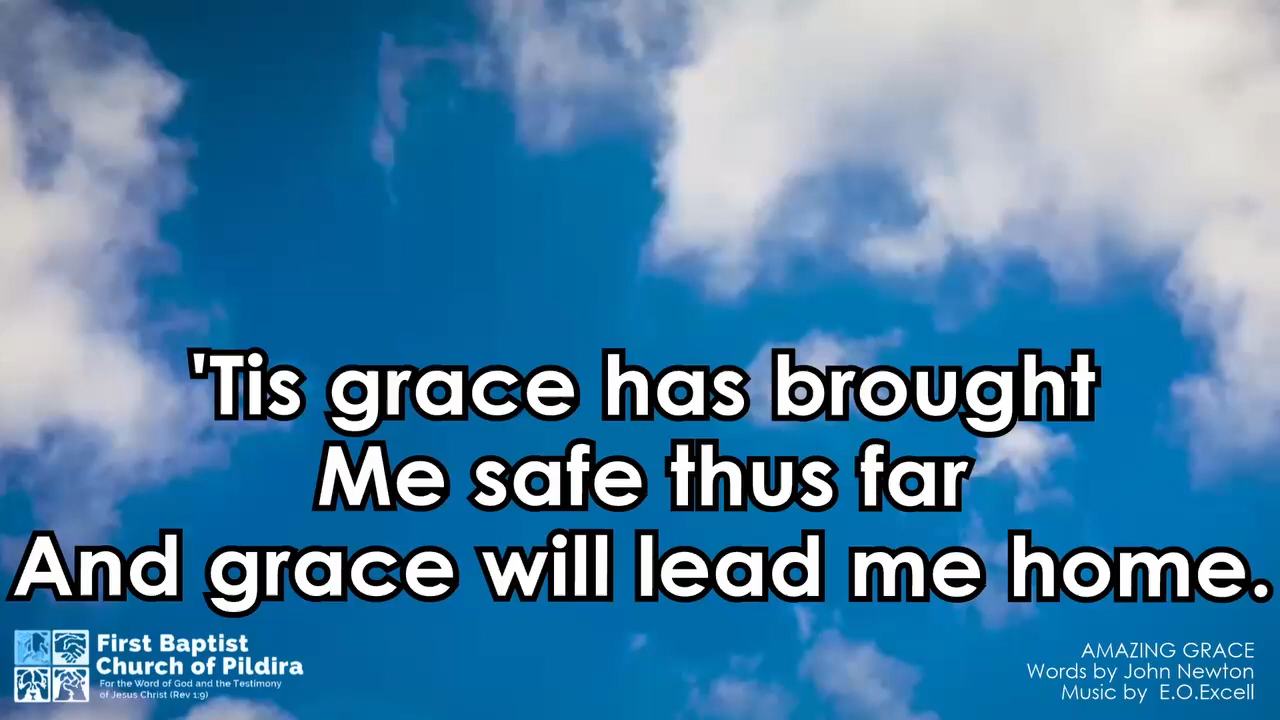 'Tis grace has brought
Me safe thus far
And grace will lead me home.
First Baptist
Church of Pildira
For the Word of God and the Testimony
of Jesus Christ (Rev 1:9)
AMAZING GRACE
Words by John Newton
Music by  E.O.Excell